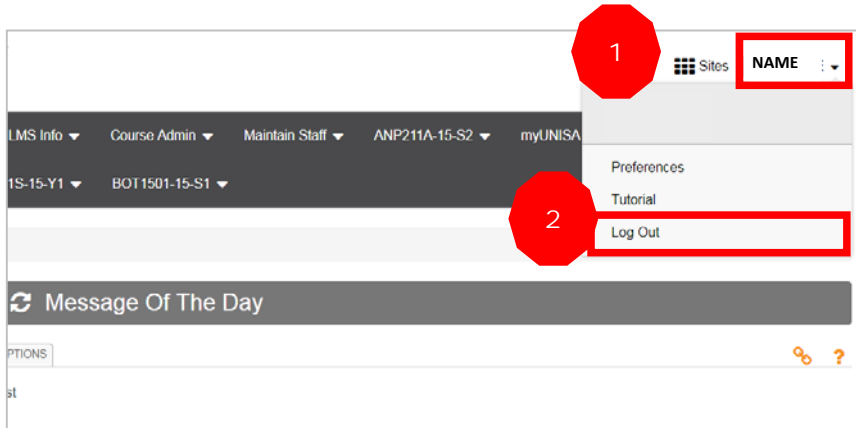 1
Sites NAME
LMS Info Course Admin Maintain Staff ANP211A-15-S2 myUNISA
1S-15-Y1 BOT1501-15-S1
Preferences
Tutorial
2
Log Out
Message Of The Day
PTIONS ?
st